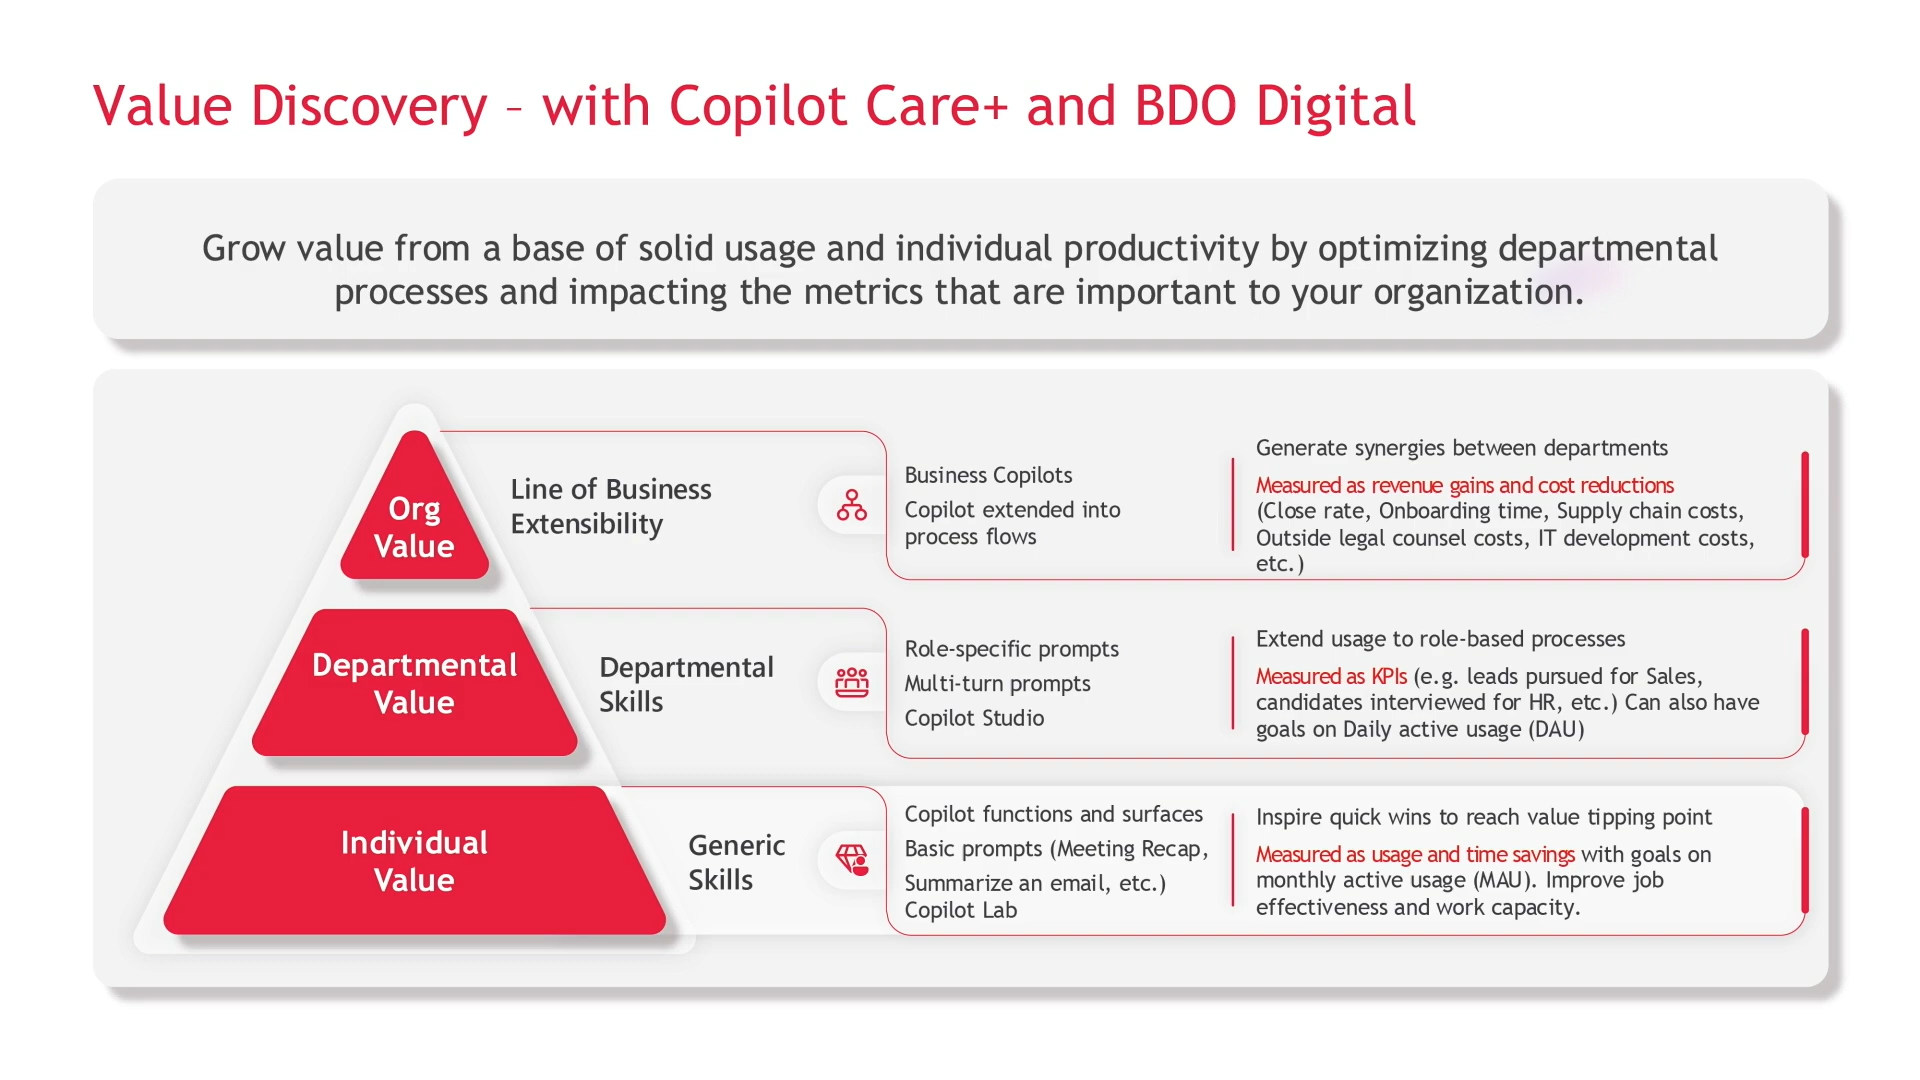 Value Discovery – with Copilot Care+ and BDO Digital
Grow value from a base of solid usage and individual productivity by optimizing departmental
processes and impacting the metrics that are important to your organization.
Org
Value
Line of Business
Extensibility
Business Copilots
Copilot extended into
process flows
Generate synergies between departments
Measured as revenue gains and cost reductions
(Close rate, Onboarding time, Supply chain costs,
Outside legal counsel costs, IT development costs,
etc.)
Departmental
Value
Departmental
Skills
Role-specific prompts
Multi-turn prompts
Copilot Studio
Extend usage to role-based processes
Measured as KPIs (e.g. leads pursued for Sales,
candidates interviewed for HR, etc.) Can also have
goals on Daily active usage (DAU)
Individual
Value
Generic
Skills
Copilot functions and surfaces
Basic prompts (Meeting Recap,
Summarize an email, etc.)
Copilot Lab
Inspire quick wins to reach value tipping point
Measured as usage and time savings with goals on
monthly active usage (MAU). Improve job
effectiveness and work capacity.